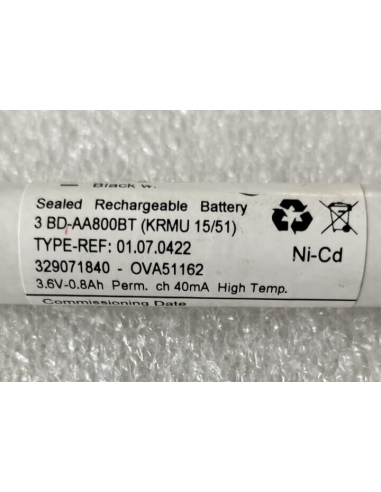 Black w.
Sealed Rechargeable Battery
3 BD-AA800BT (KRMU 15/51)
TYPE-REF: 01.07.0422
329071840 - OVA51162
3.6V-0.8Ah Perm. ch 40mA High Temp.
Commissioning Date
Ni-Cd